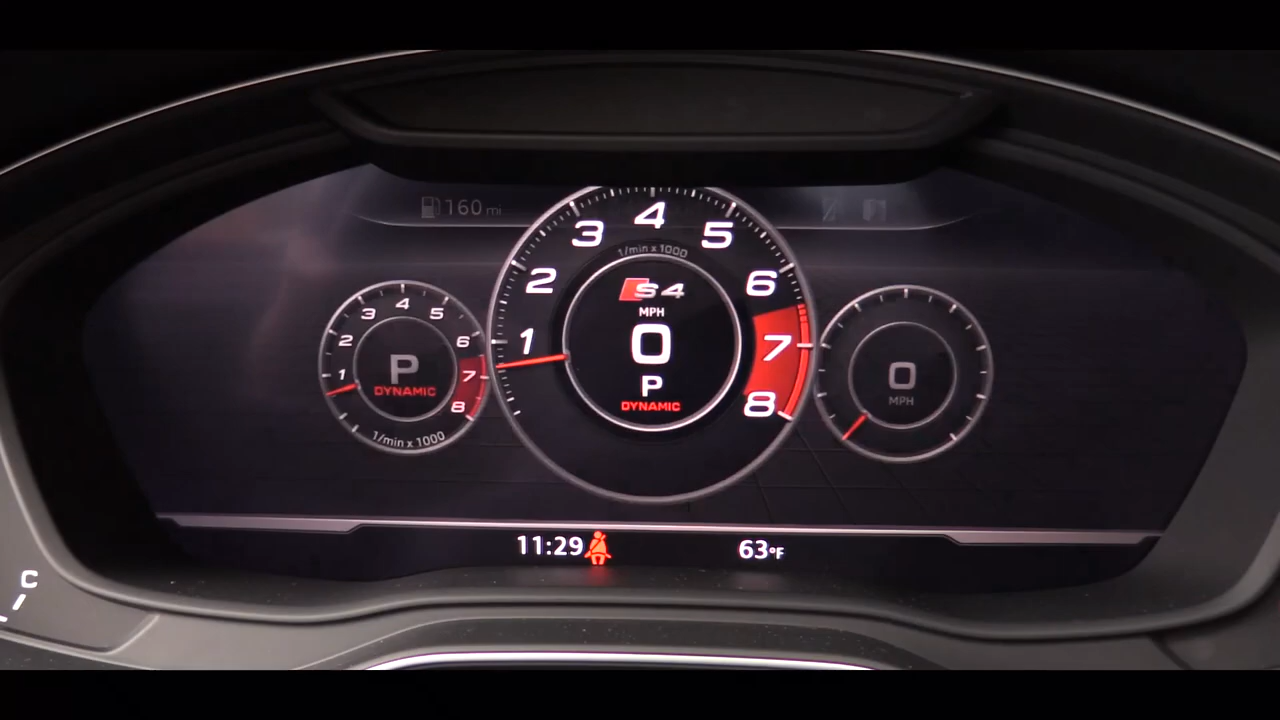 160 mi
1 2 3 4 5 6 7 8
1/min x 1000
S4
MPH
0
P
DYNAMIC
1 2 3 4 5 6 7 8
P
DYNAMIC
1/min x 1000
0
MPH
11:29
63°F
C